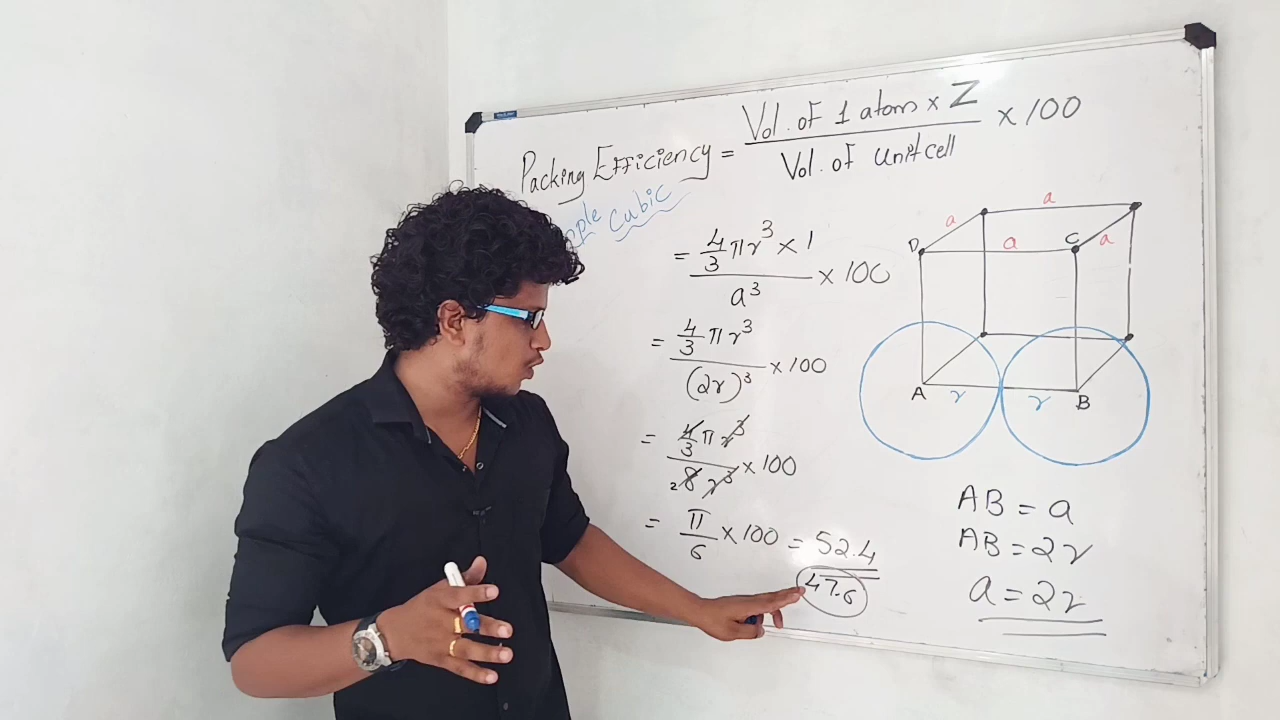 Packing Efficiency = Vol. of 1 atom × Z / Vol. of unit cell × 100
Cubic
= 4/3 πr³ × 1 / a³ × 100
= 4/3 πr³ / (2r)³ × 100
= 4/3 πr³ / 8r³ × 100
2
= π/6 × 100 = 52.4
47.6
a
a
D a C a
A r r B
AB = a
AB = 2r
a = 2r